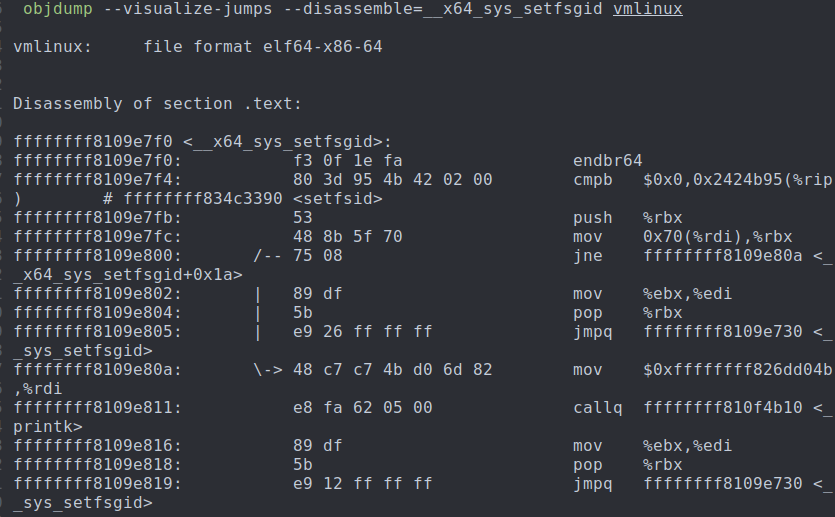 objdump --visualize-jumps --disassemble=__x64_sys_setfsgid vmlinux
vmlinux:     file format elf64-x86-64
Disassembly of section .text:
ffffffff8109e7f0 <__x64_sys_setfsgid>:
ffffffff8109e7f0:           f3 0f 1e fa                 endbr64
ffffffff8109e7f4:           80 3d 95 4b 42 02 00        cmpb   $0x0,0x2424b95(%rip
)        # ffffffff834c3390 <setfsid>
ffffffff8109e7fb:           53                          push   %rbx
ffffffff8109e7fc:           48 8b 5f 70                 mov    0x70(%rdi),%rbx
ffffffff8109e800:       /-- 75 08                       jne    ffffffff8109e80a <_
_x64_sys_setfsgid+0x1a>
ffffffff8109e802:       |   89 df                       mov    %ebx,%edi
ffffffff8109e804:       |   5b                          pop    %rbx
ffffffff8109e805:       |   e9 26 ff ff ff              jmpq   ffffffff8109e730 <_
_sys_setfsgid>
ffffffff8109e80a:       \-> 48 c7 c7 4b d0 6d 82        mov    $0xffffffff826dd04b
,%rdi
ffffffff8109e811:           e8 fa 62 05 00              callq  ffffffff810f4b10 <_
printk>
ffffffff8109e816:           89 df                       mov    %ebx,%edi
ffffffff8109e818:           5b                          pop    %rbx
ffffffff8109e819:           e9 12 ff ff ff              jmpq   ffffffff8109e730 <_
_sys_setfsgid>